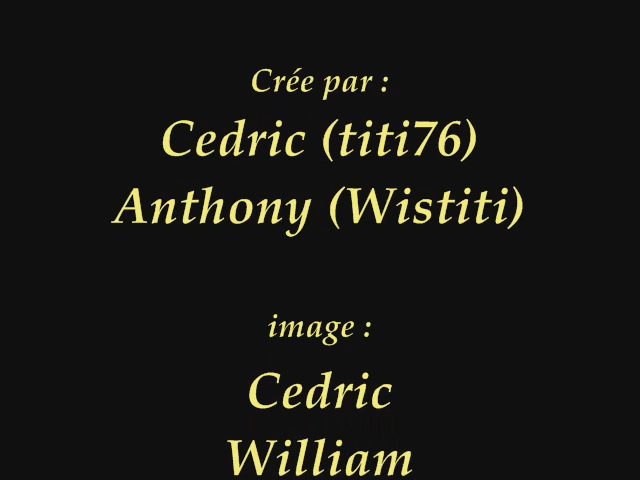 Crée par :
Cedric (titi76)
Anthony (Wistiti)
image :
Cedric
William